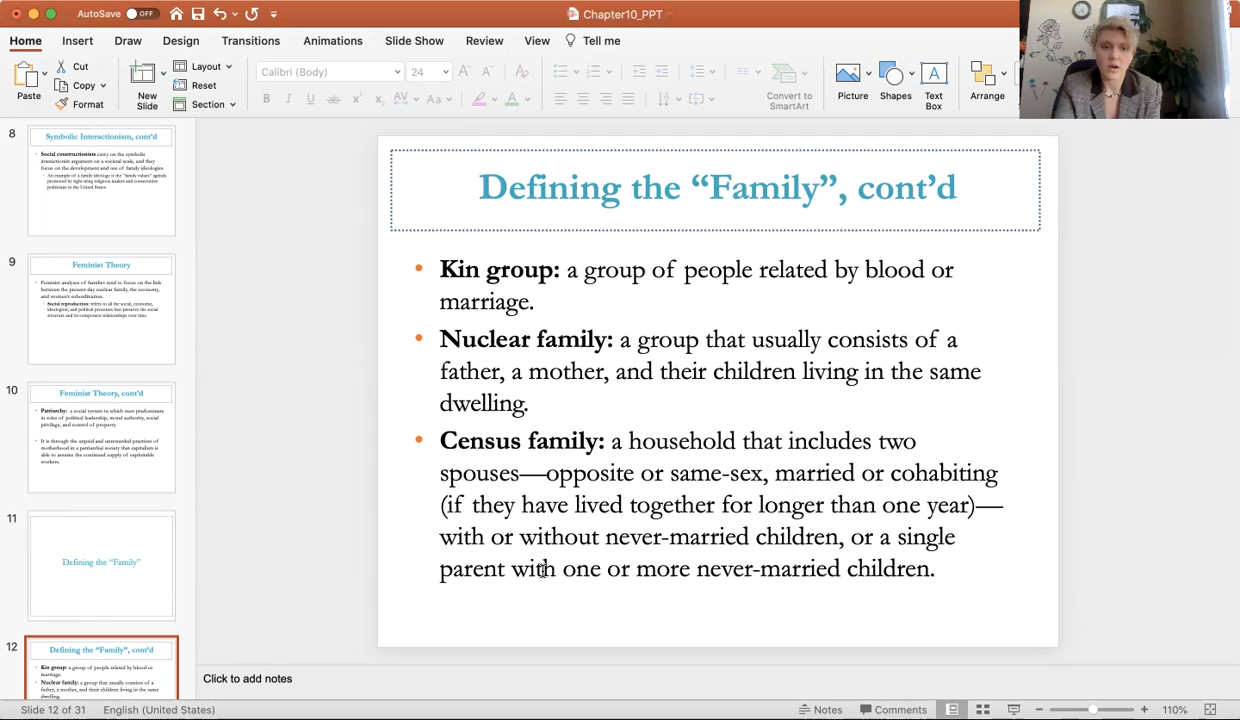 AutoSave OFF
Chapter10_PPT
Home Insert Draw Design Transitions Animations Slide Show Review View Tell me
Paste
Cut
Copy
Format
New Slide
Layout
Reset
Section
Calibri (Body) 24
Convert to SmartArt
Picture
Shapes
Text Box
Arrange
8
Symbolic Interactionism, cont'd
Social constructionists carry on the symbolic
interactionist argument on a societal scale, and they
focus on the development and use of family ideologies.
An example of a family ideology is the "family values" agenda
promoted by right-wing religious leaders and conservative
politicians in the United States.
9
Feminist Theory
Feminist analyses of families tend to focus on the link
between the present-day nuclear family, the economy,
and women's subordination.
Social reproduction: refers to all the social, economic,
ideological, and political processes that preserve the social
structure and its component relationships over time.
10
Feminist Theory, cont'd
Patriarchy: a social system in which men predominate
in roles of political leadership, moral authority, social
privilege, and control of property.
It is through the unpaid and unrewarded practices of
motherhood in a patriarchal society that capitalism is
able to assume the continued supply of exploitable
workers.
11
Defining the "Family"
12
Defining the "Family", cont'd
Kin group: a group of people related by blood or
marriage.
Nuclear family: a group that usually consists of a
father, a mother, and their children living in the same
dwelling.
Defining the “Family”, cont’d
• Kin group: a group of people related by blood or
marriage.
• Nuclear family: a group that usually consists of a
father, a mother, and their children living in the same
dwelling.
• Census family: a household that includes two
spouses—opposite or same-sex, married or cohabiting
(if they have lived together for longer than one year)—
with or without never-married children, or a single
parent with one or more never-married children.
Click to add notes
Slide 12 of 31 English (United States) Notes Comments 110%